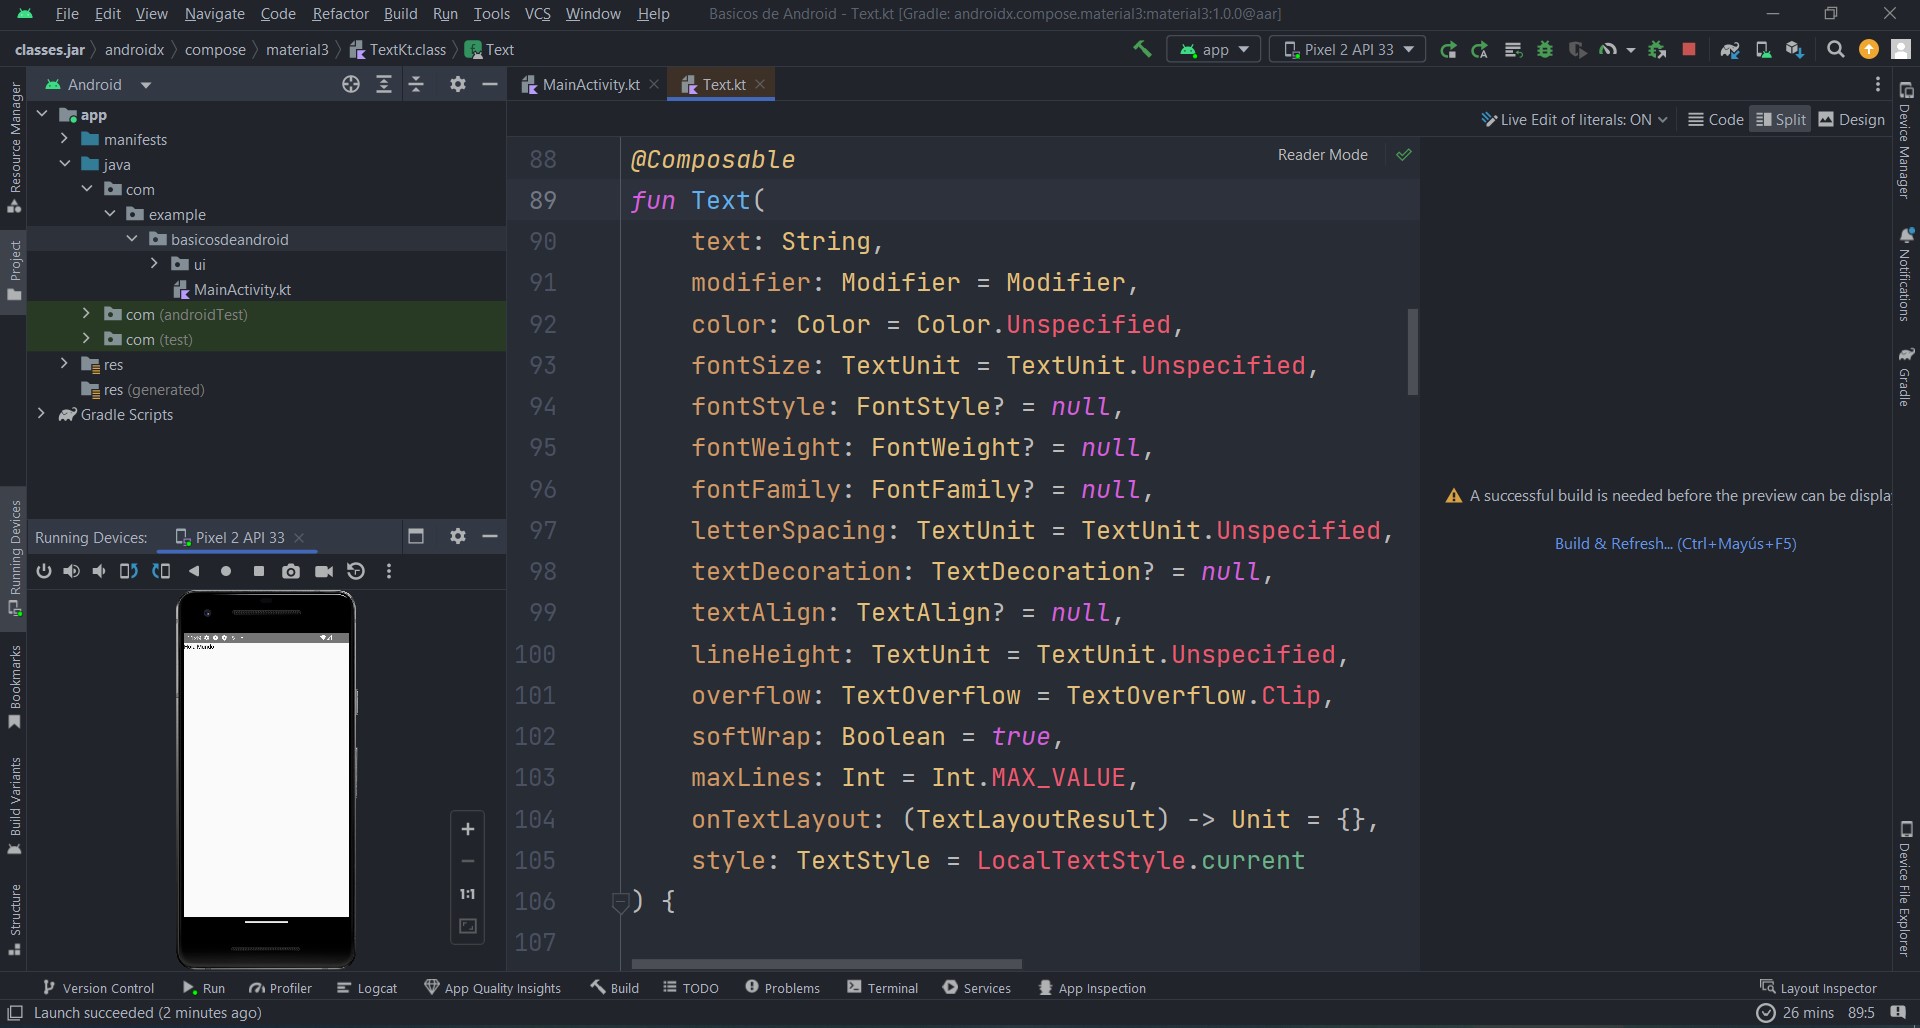 File Edit View Navigate Code Refactor Build Run Tools VCS Window Help Basicos de Android - Text.kt [Gradle: androidx.compose.material3:material3:1.0.0@aar]
classes.jar androidx compose material3 TextKt.class Text app Pixel 2 API 33
Resource Manager
Project
Running Devices
Bookmarks
Build Variants
Structure
Android
app
manifests
java
com
example
basicosdeandroid
ui
MainActivity.kt
com (androidTest)
com (test)
res
res (generated)
Gradle Scripts
Running Devices: Pixel 2 API 33
Hola Mundo
1:1
MainActivity.kt Text.kt
Live Edit of literals: ON Code Split Design
Reader Mode
88 @Composable
89 fun Text(
90 text: String,
91 modifier: Modifier = Modifier,
92 color: Color = Color.Unspecified,
93 fontSize: TextUnit = TextUnit.Unspecified,
94 fontStyle: FontStyle? = null,
95 fontWeight: FontWeight? = null,
96 fontFamily: FontFamily? = null,
97 letterSpacing: TextUnit = TextUnit.Unspecified,
98 textDecoration: TextDecoration? = null,
99 textAlign: TextAlign? = null,
100 lineHeight: TextUnit = TextUnit.Unspecified,
101 overflow: TextOverflow = TextOverflow.Clip,
102 softWrap: Boolean = true,
103 maxLines: Int = Int.MAX_VALUE,
104 onTextLayout: (TextLayoutResult) -> Unit = {},
105 style: TextStyle = LocalTextStyle.current
106 ) {
107
A successful build is needed before the preview can be displa
Build & Refresh... (Ctrl+Mayús+F5)
Device Manager
Notifications
Gradle
Device File Explorer
Version Control Run Profiler Logcat App Quality Insights Build TODO Problems Terminal Services App Inspection Layout Inspector
Launch succeeded (2 minutes ago) 26 mins 89:5